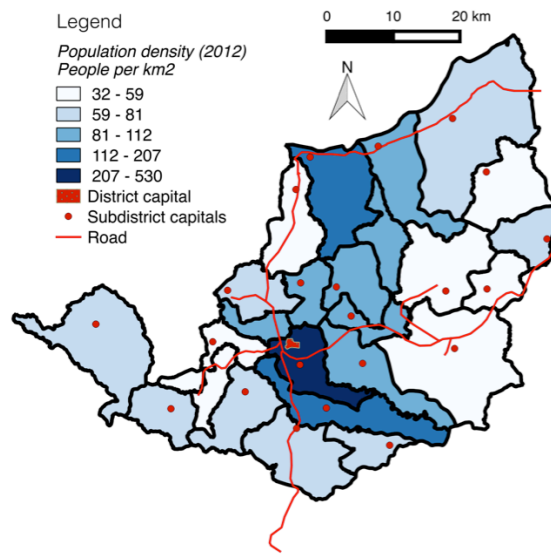 Legend
Population density (2012)
People per km2
32 - 59
59 - 81
81 - 112
112 - 207
207 - 530
District capital
Subdistrict capitals
Road
0 10 20 km
N